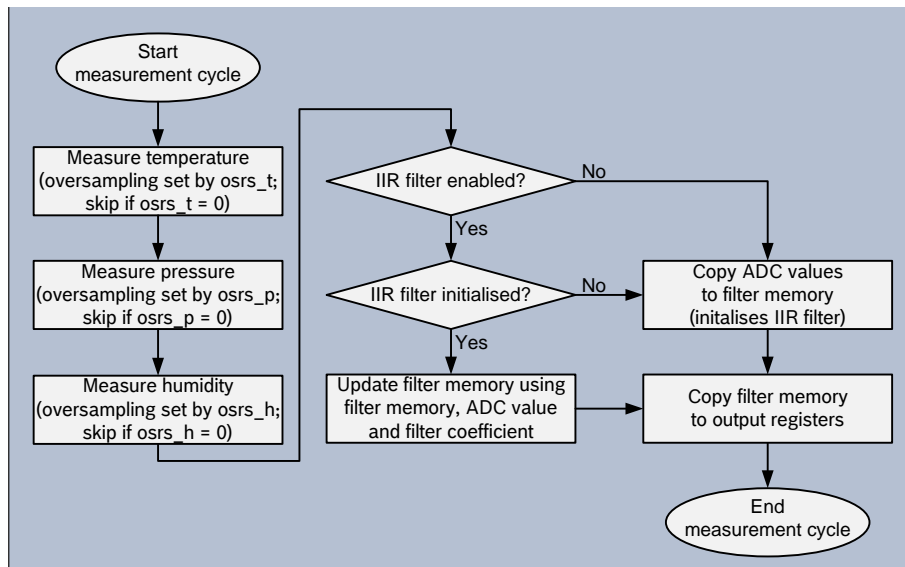 Start
measurement cycle
Measure temperature
(oversampling set by osrs_t;
skip if osrs_t = 0)
Measure pressure
(oversampling set by osrs_p;
skip if osrs_p = 0)
Measure humidity
(oversampling set by osrs_h;
skip if osrs_h = 0)
IIR filter enabled?
No
Yes
IIR filter initialised?
No
Yes
Update filter memory using
filter memory, ADC value
and filter coefficient
Copy ADC values
to filter memory
(initalises IIR filter)
Copy filter memory
to output registers
End
measurement cycle